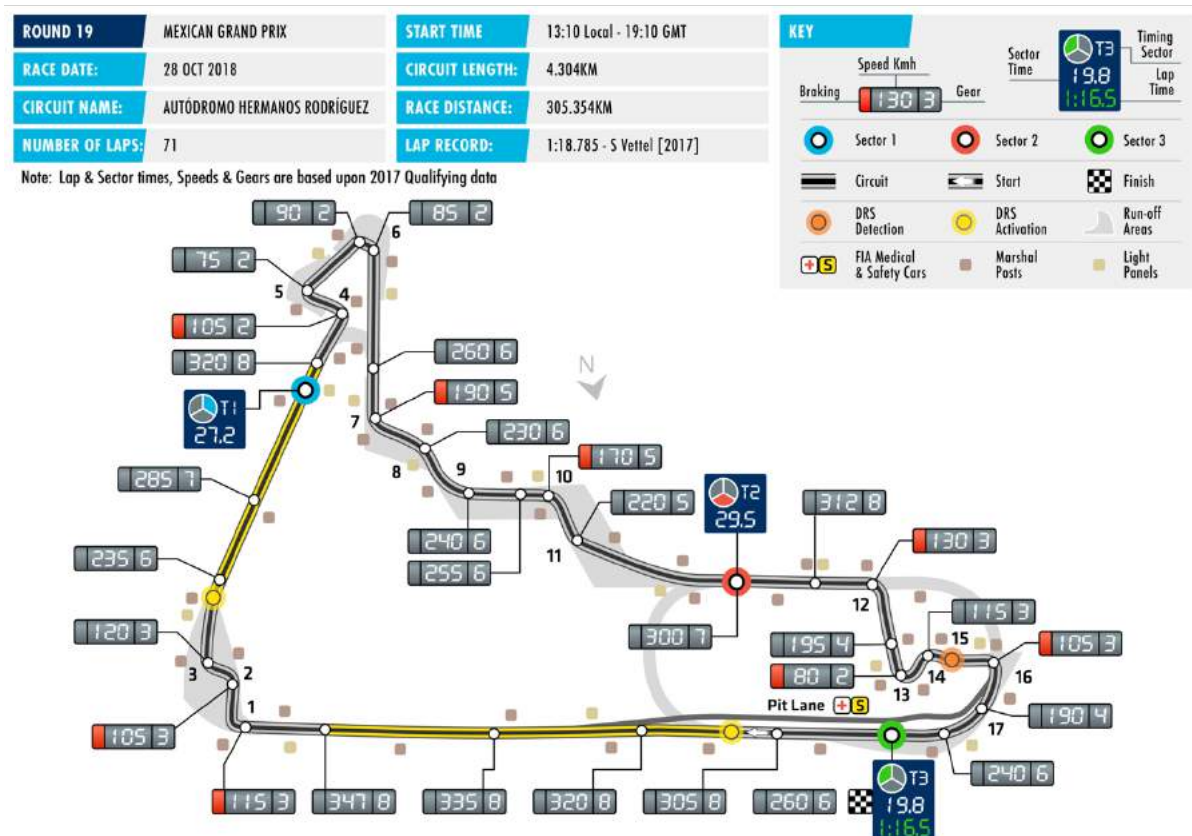 ROUND 19 MEXICAN GRAND PRIX
RACE DATE: 28 OCT 2018
CIRCUIT NAME: AUTÓDROMO HERMANOS RODRÍGUEZ
NUMBER OF LAPS: 71
START TIME 13:10 Local - 19:10 GMT
CIRCUIT LENGTH: 4.304KM
RACE DISTANCE: 305.354KM
LAP RECORD: 1:18.785 - S Vettel [2017]
Note: Lap & Sector times, Speeds & Gears are based upon 2017 Qualifying data
KEY
Speed Kmh
Braking 130 3 Gear
Sector Time
T3
19.8
1:16.5
Timing Sector
Lap Time
Sector 1 Sector 2 Sector 3
Circuit Start Finish
DRS Detection
DRS Activation
Run-off Areas
+ S FIA Medical & Safety Cars
Marshal Posts
Light Panels
90 2
85 2
6
75 2
5
4
105 2
320 8
260 6
N
T1
27.2
190 5
7
230 6
8
9
10
170 5
285 7
T2
29.5
220 5
312 8
240 6
11
255 6
130 3
235 6
12
115 3
120 3
300 7
195 4
15
105 3
3
2
80 2
13
14
16
1
Pit Lane + S
17
190 4
105 3
240 6
115 3
347 8
335 8
320 8
305 8
260 6
T3
19.8
1:16.5